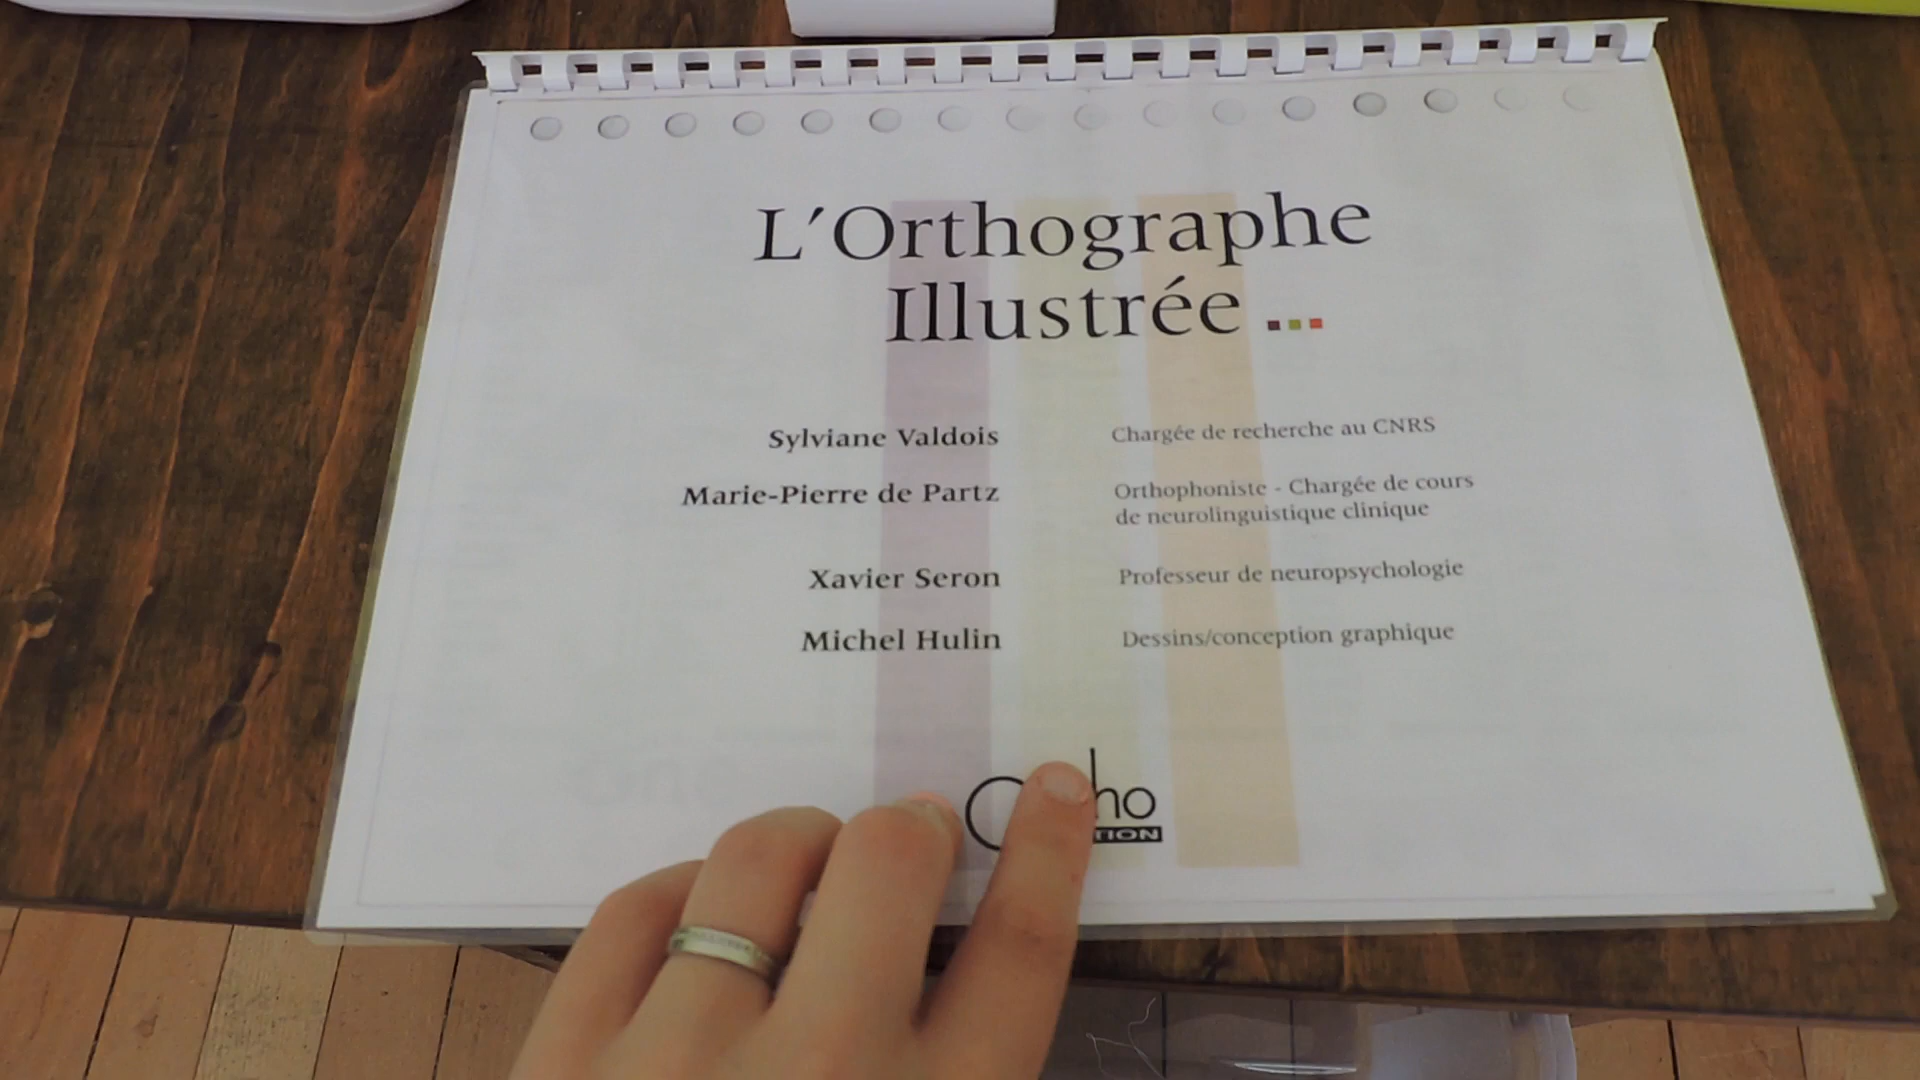 L'Orthographe
Illustrée...
Sylviane Valdois
Chargée de recherche au CNRS
Marie-Pierre de Partz
Orthophoniste - Chargée de cours
de neurolinguistique clinique
Xavier Seron
Professeur de neuropsychologie
Michel Hulin
Dessins/conception graphique